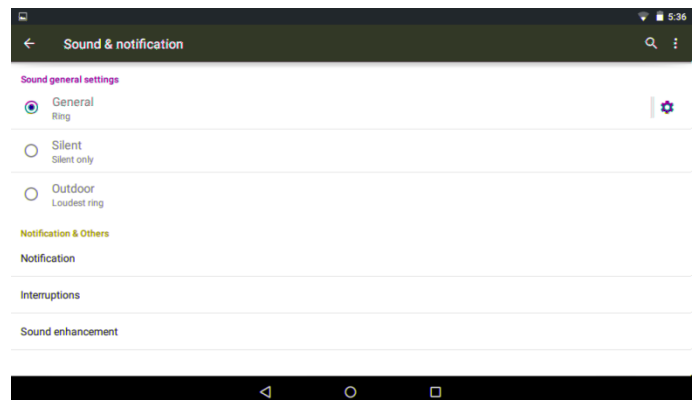 5:36
Sound & notification
Sound general settings
General
Ring
Silent
Silent only
Outdoor
Loudest ring
Notification & Others
Notification
Interruptions
Sound enhancement